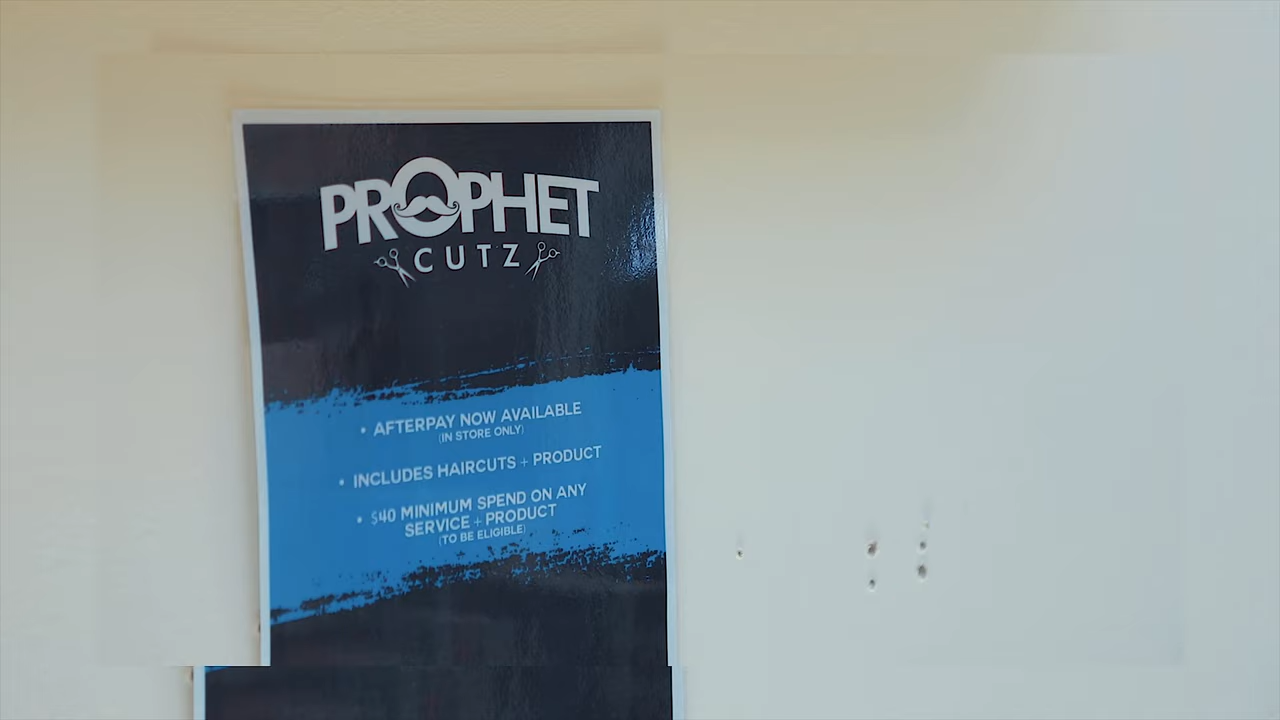 PROPHET
CUTZ
• AFTERPAY NOW AVAILABLE
(IN STORE ONLY)
• INCLUDES HAIRCUTS + PRODUCT
• $40 MINIMUM SPEND ON ANY
SERVICE + PRODUCT
(TO BE ELIGIBLE)